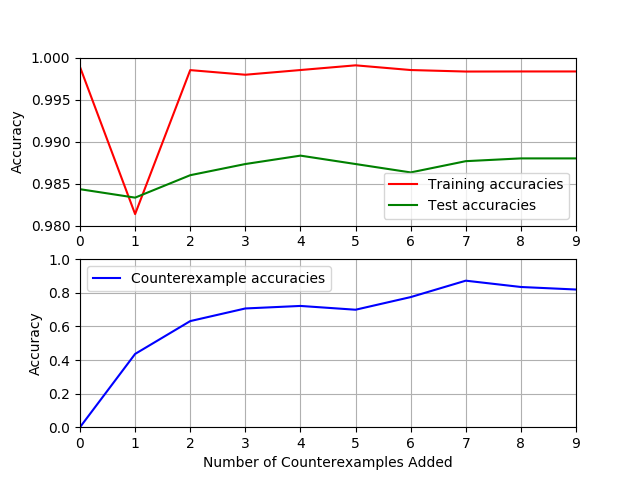 1.000
0.995
0.990
0.985
0.980
Accuracy
Training accuracies
Test accuracies
0 1 2 3 4 5 6 7 8 9
1.0
0.8
0.6
0.4
0.2
0.0
Accuracy
Counterexample accuracies
0 1 2 3 4 5 6 7 8 9
Number of Counterexamples Added